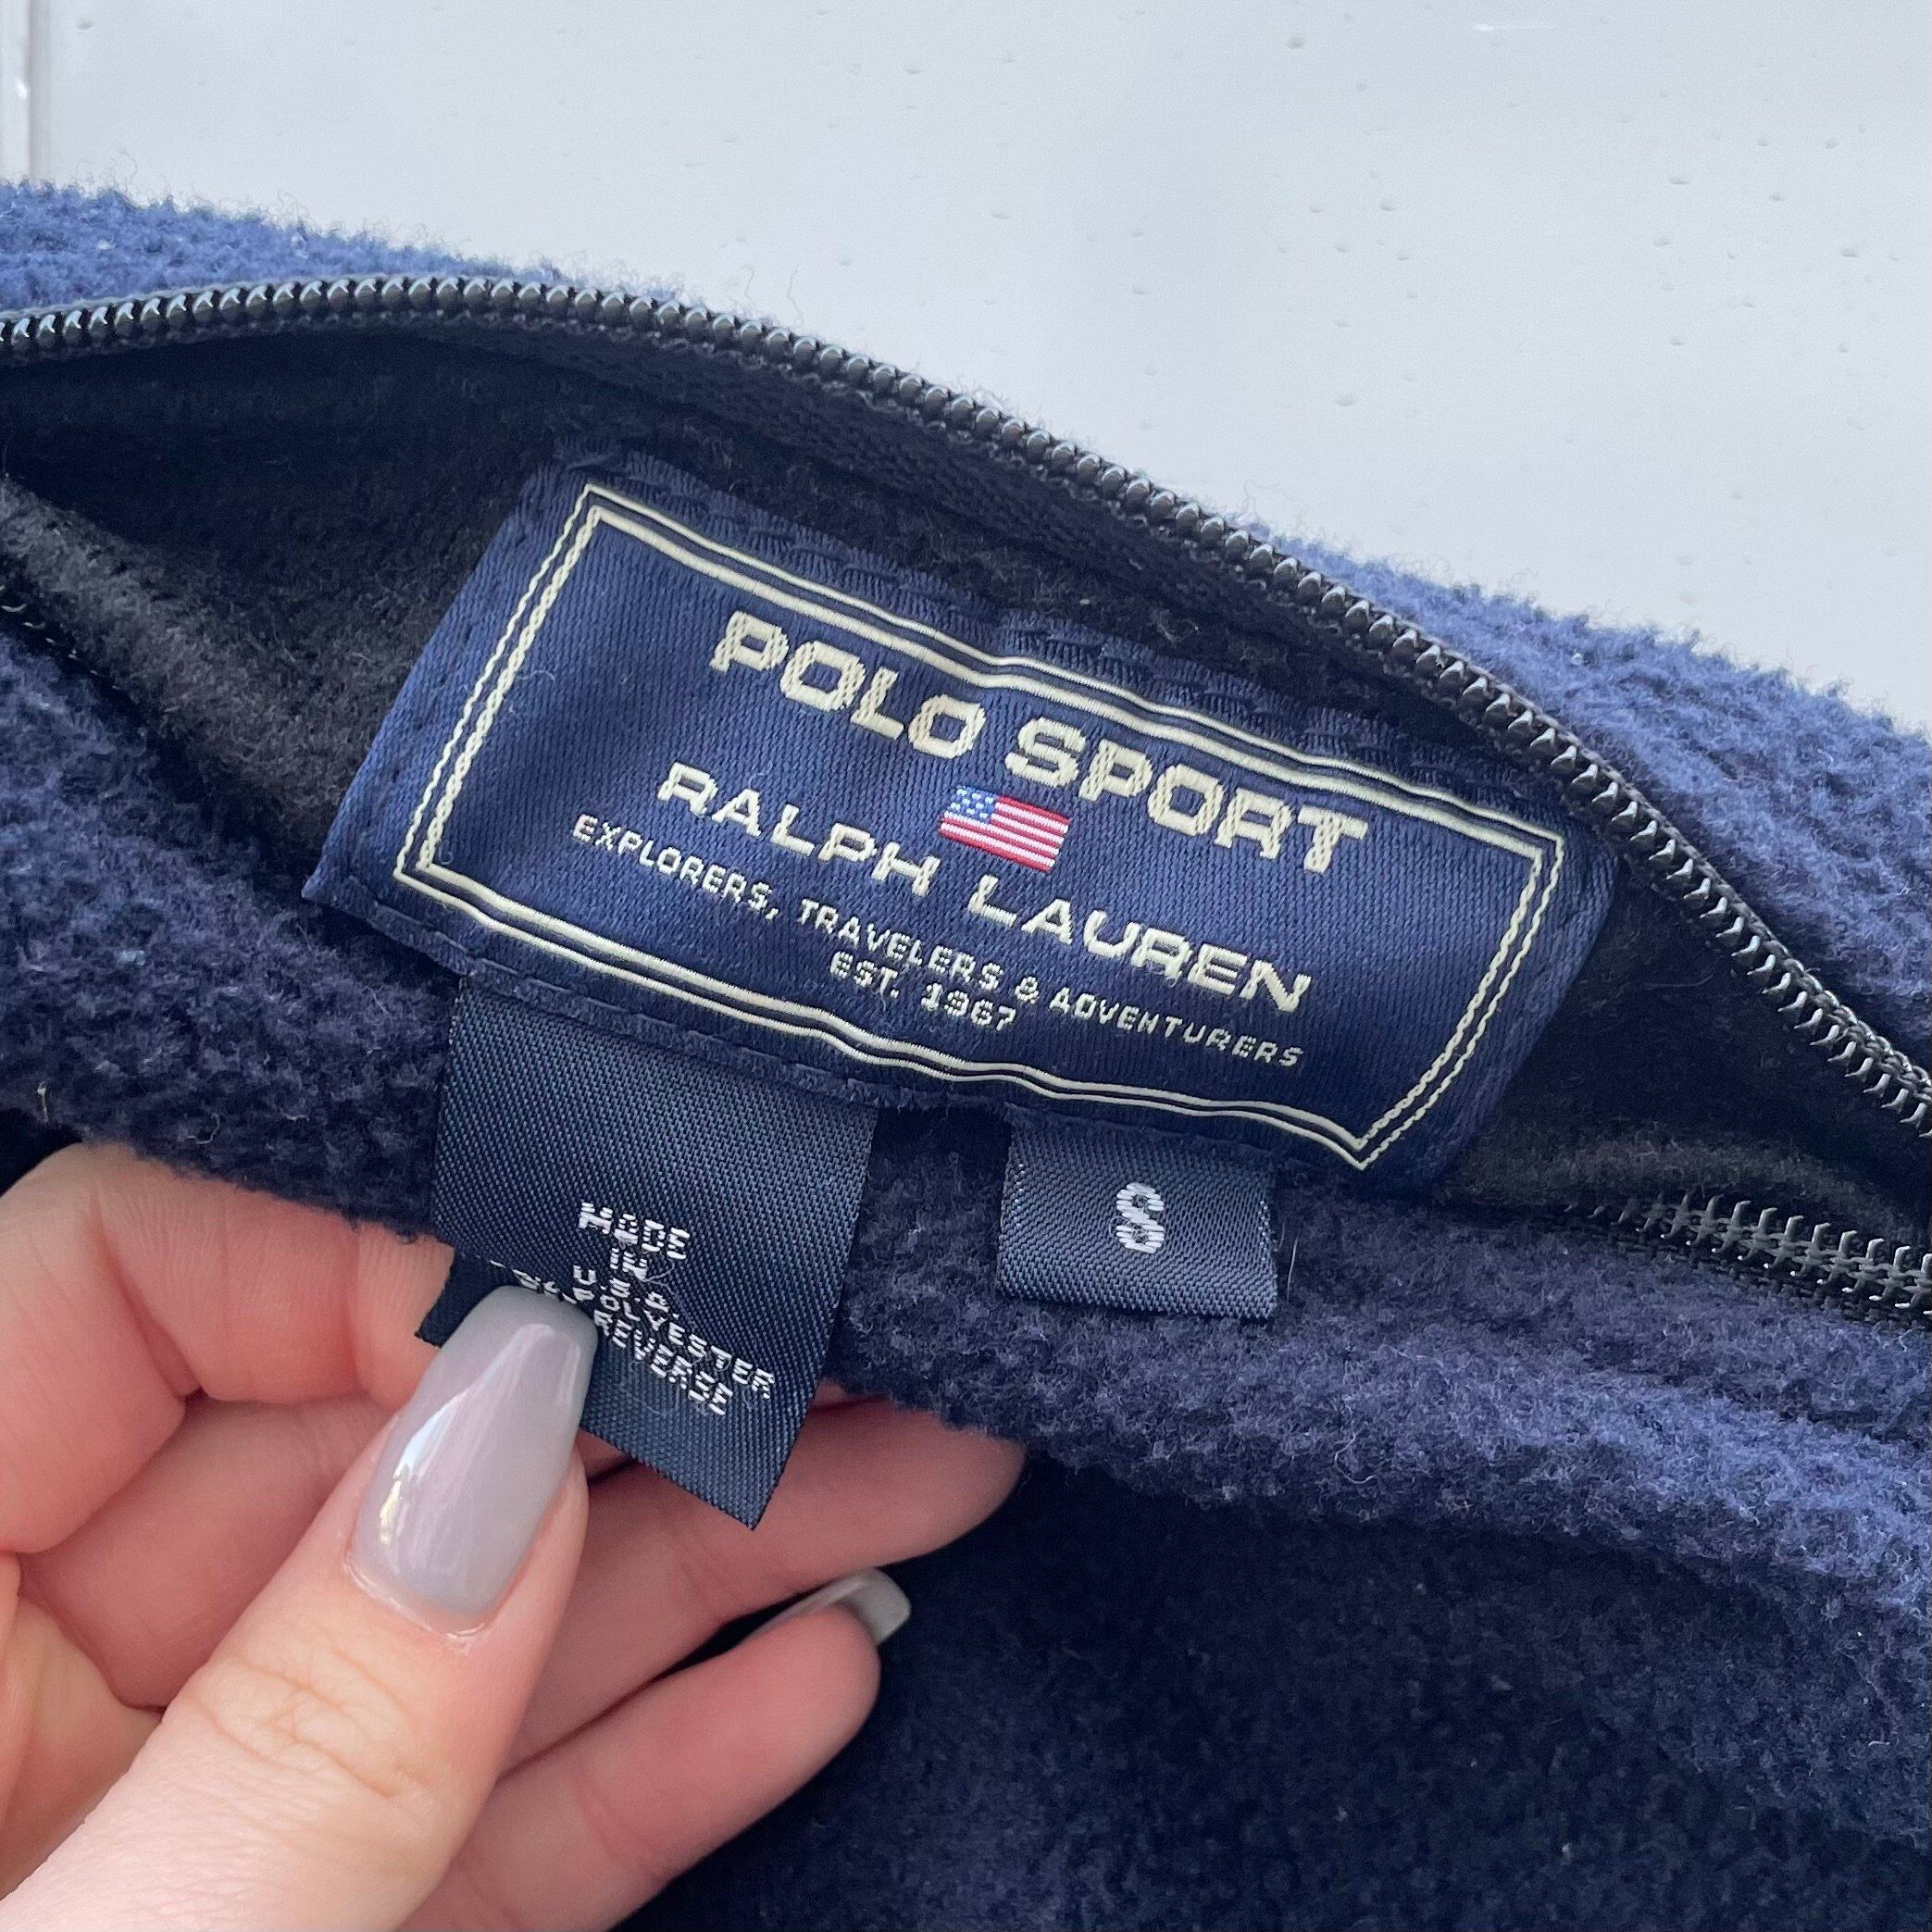 POLO SPORT
RALPH LAUREN
EXPLORERS, TRAVELERS & ADVENTURERS
EST. 1967
S
MADE
IN
U.S.A.
POLYESTER
REVERSE